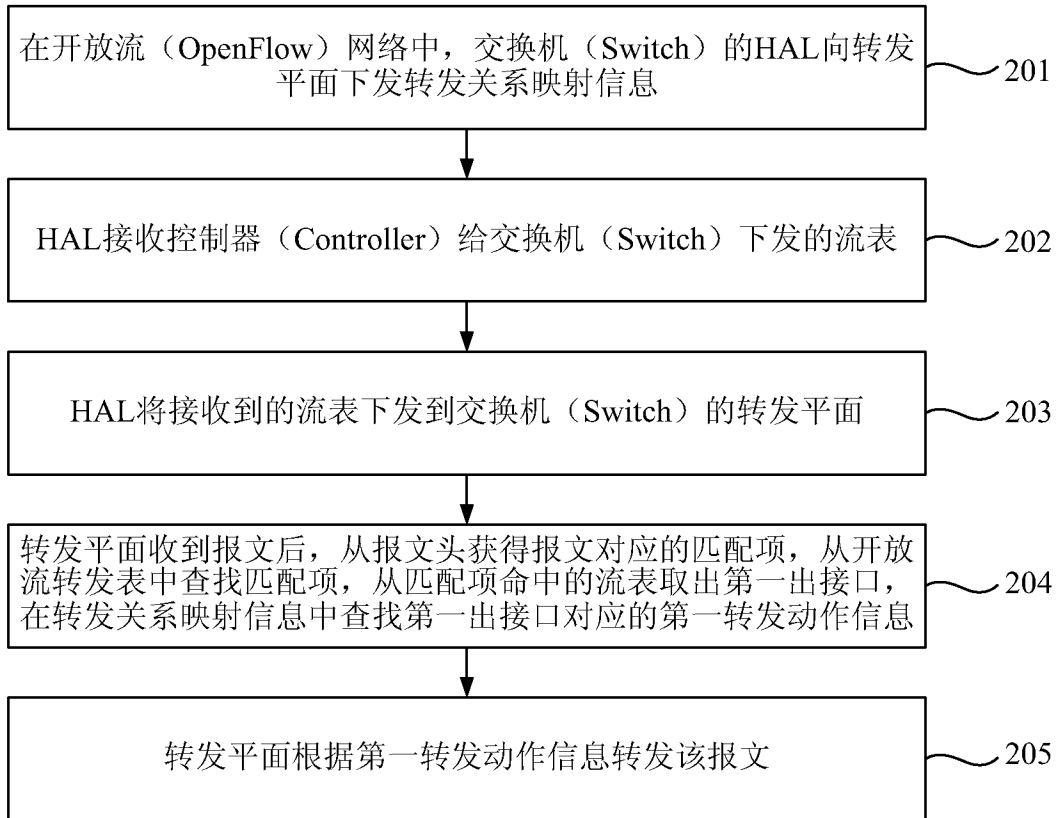 在开放流（OpenFlow）网络中，交换机（Switch）的HAL向转发
平面下发转发关系映射信息
201
HAL接收控制器（Controller）给交换机（Switch）下发的流表
202
HAL将接收到的流表下发到交换机（Switch）的转发平面
203
转发平面收到报文后，从报文头获得报文对应的匹配项，从开放
流转发表中查找匹配项，从匹配项命中的流表取出第一出接口，
在转发关系映射信息中查找第一出接口对应的第一转发动作信息
204
转发平面根据第一转发动作信息转发该报文
205